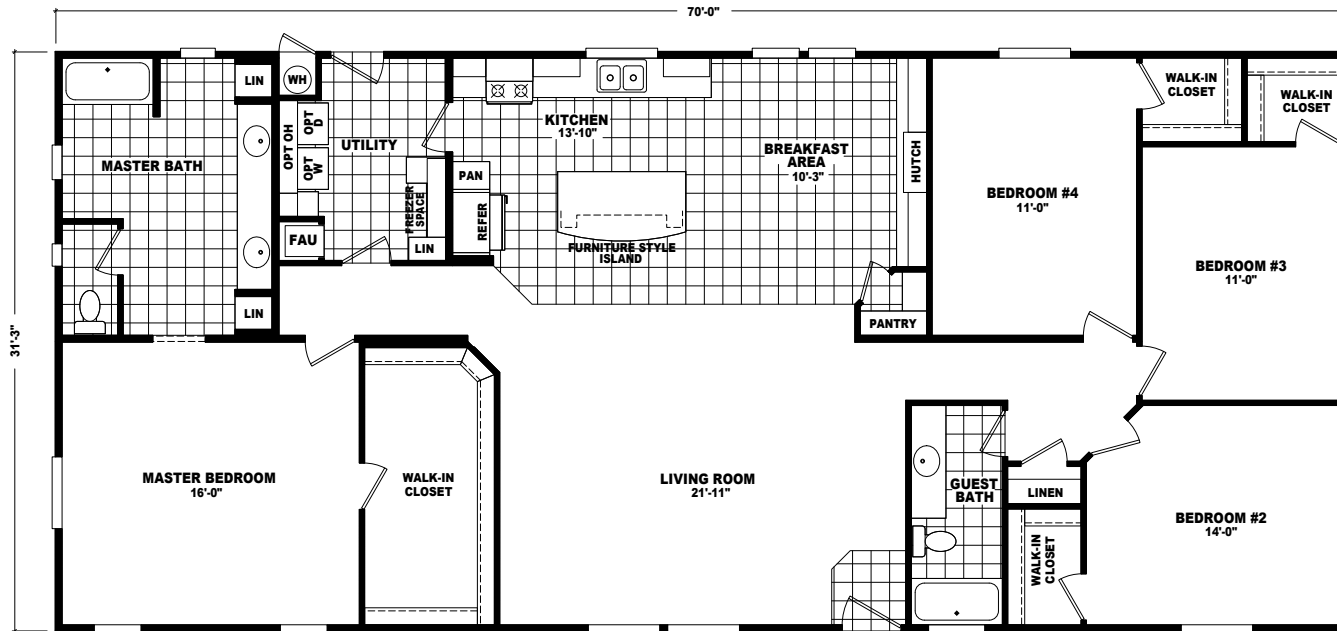 70'-0"
31'-3"
LIN
WH
WALK-IN
CLOSET
WALK-IN
CLOSET
MASTER BATH
OPT OH
OPT
D
OPT
W
UTILITY
KITCHEN
13'-10"
BREAKFAST
AREA
10'-3"
HUTCH
PAN
REFER
FREEZER
SPACE
FAU
LIN
FURNITURE STYLE
ISLAND
BEDROOM #4
11'-0"
BEDROOM #3
11'-0"
LIN
PANTRY
MASTER BEDROOM
16'-0"
WALK-IN
CLOSET
LIVING ROOM
21'-11"
GUEST
BATH
LINEN
WALK-IN
CLOSET
BEDROOM #2
14'-0"